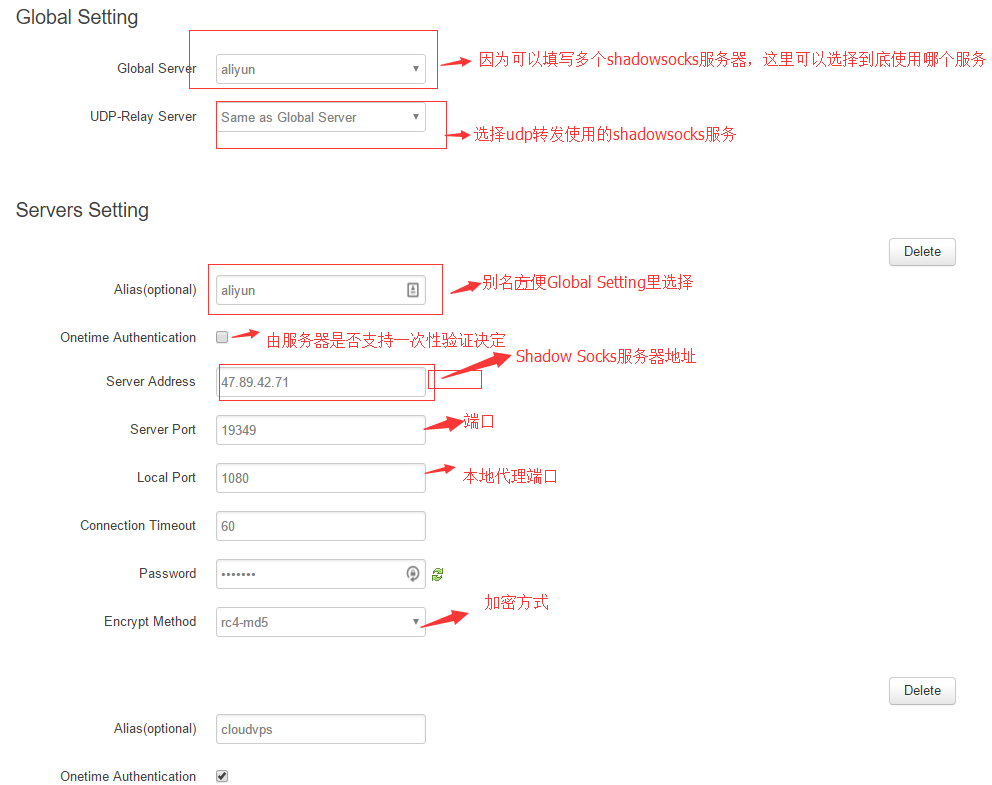 Global Setting
Global Server aliyun 因为可以填写多个shadowsocks服务器，这里可以选择到底使用哪个服务
UDP-Relay Server Same as Global Server 选择udp转发使用的shadowsocks服务
Servers Setting
Delete
Alias(optional) aliyun 别名方便Global Setting里选择
Onetime Authentication 由服务器是否支持一次性验证决定
Shadow Socks服务器地址
Server Address 47.89.42.71
Server Port 19349 端口
Local Port 1080 本地代理端口
Connection Timeout 60
Password •••••••
加密方式
Encrypt Method rc4-md5
Delete
Alias(optional) cloudvps
Onetime Authentication